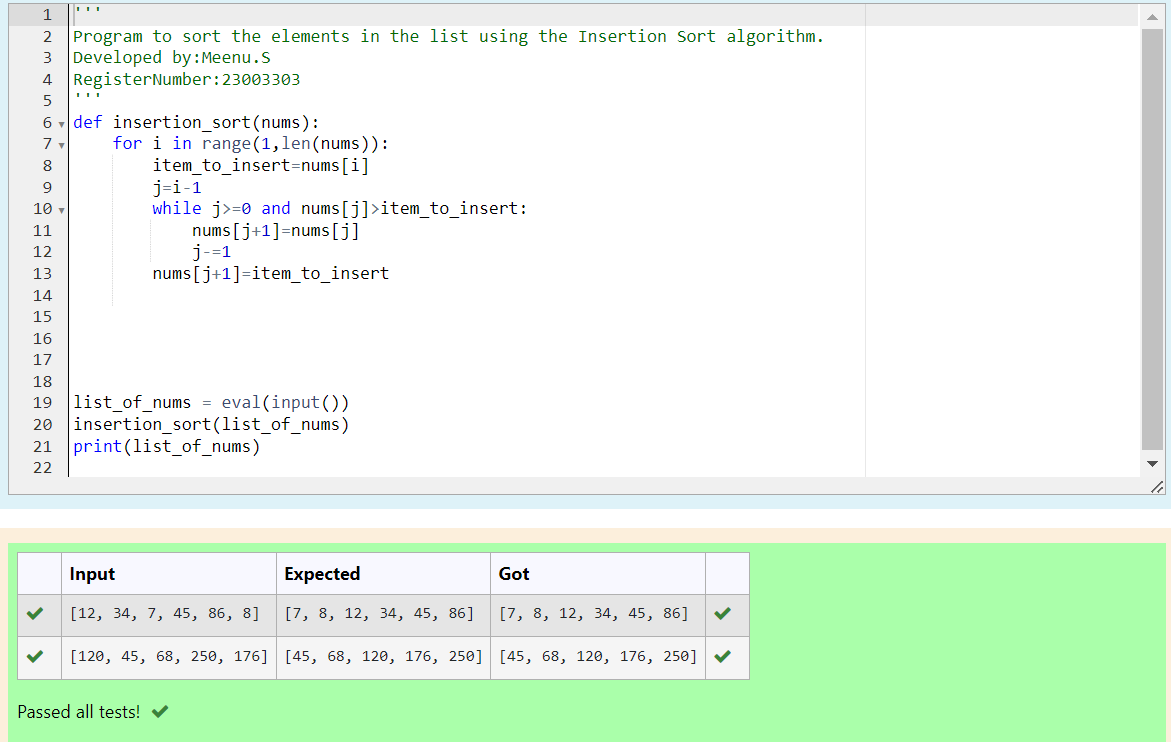 1 '''
2 Program to sort the elements in the list using the Insertion Sort algorithm.
3 Developed by:Meenu.S
4 RegisterNumber:23003303
5 '''
6 def insertion_sort(nums):
7     for i in range(1,len(nums)):
8         item_to_insert=nums[i]
9         j=i-1
10         while j>=0 and nums[j]>item_to_insert:
11             nums[j+1]=nums[j]
12             j-=1
13         nums[j+1]=item_to_insert
14
15
16
17
18
19 list_of_nums = eval(input())
20 insertion_sort(list_of_nums)
21 print(list_of_nums)
22
Input Expected Got
[12, 34, 7, 45, 86, 8] [7, 8, 12, 34, 45, 86] [7, 8, 12, 34, 45, 86]
[120, 45, 68, 250, 176] [45, 68, 120, 176, 250] [45, 68, 120, 176, 250]
Passed all tests!